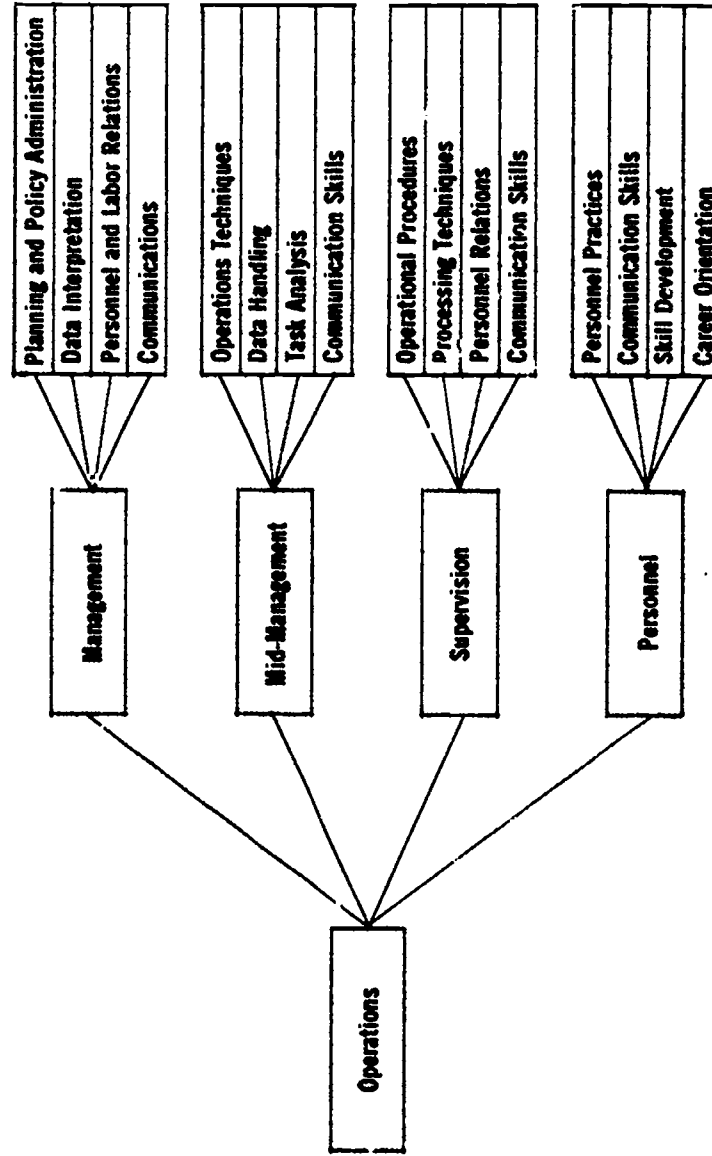 Operations
Management
Planning and Policy Administration
Data Interpretation
Personnel and Labor Relations
Communications
Mid-Management
Operations Techniques
Data Handling
Task Analysis
Communication Skills
Supervision
Operational Procedures
Processing Techniques
Personnel Relations
Communication Skills
Personnel
Personnel Practices
Communication Skills
Skill Development
Career Orientation